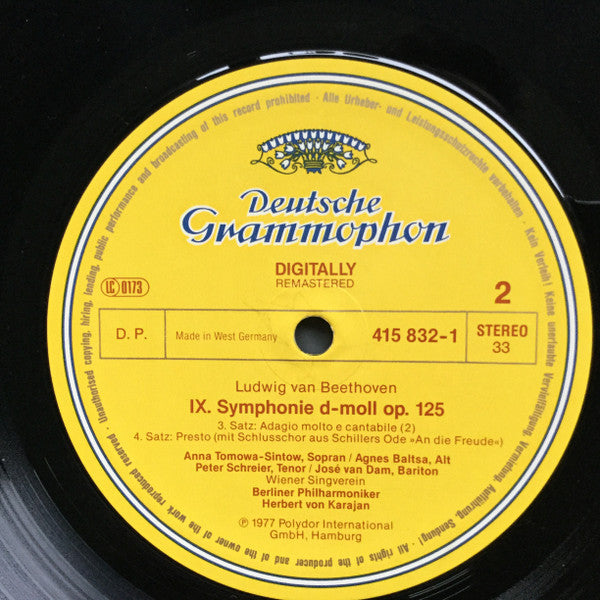 Deutsche
Grammophon
DIGITALLY
REMASTERED
LC 0173
2
D. P.
Made in West Germany
415 832-1
STEREO
33
Ludwig van Beethoven
IX. Symphonie d-moll op. 125
3. Satz: Adagio molto e cantabile (2)
4. Satz: Presto (mit Schlusschor aus Schillers Ode »An die Freude«)
Anna Tomowa-Sintow, Sopran / Agnes Baltsa, Alt
Peter Schreier, Tenor / José van Dam, Bariton
Wiener Singverein
Berliner Philharmoniker
Herbert von Karajan
℗ 1977 Polydor International
GmbH, Hamburg
Alle Urheber- und Leistungsschutzrechte vorbehalten · Kein Verleih! · Keine unerlaubte Vervielfältigung, Vermietung, Aufführung, Sendung! · All rights of the producer and of the owner of the work reproduced reserved · Unauthorised copying, hiring, lending, public performance and broadcasting of this record prohibited ·